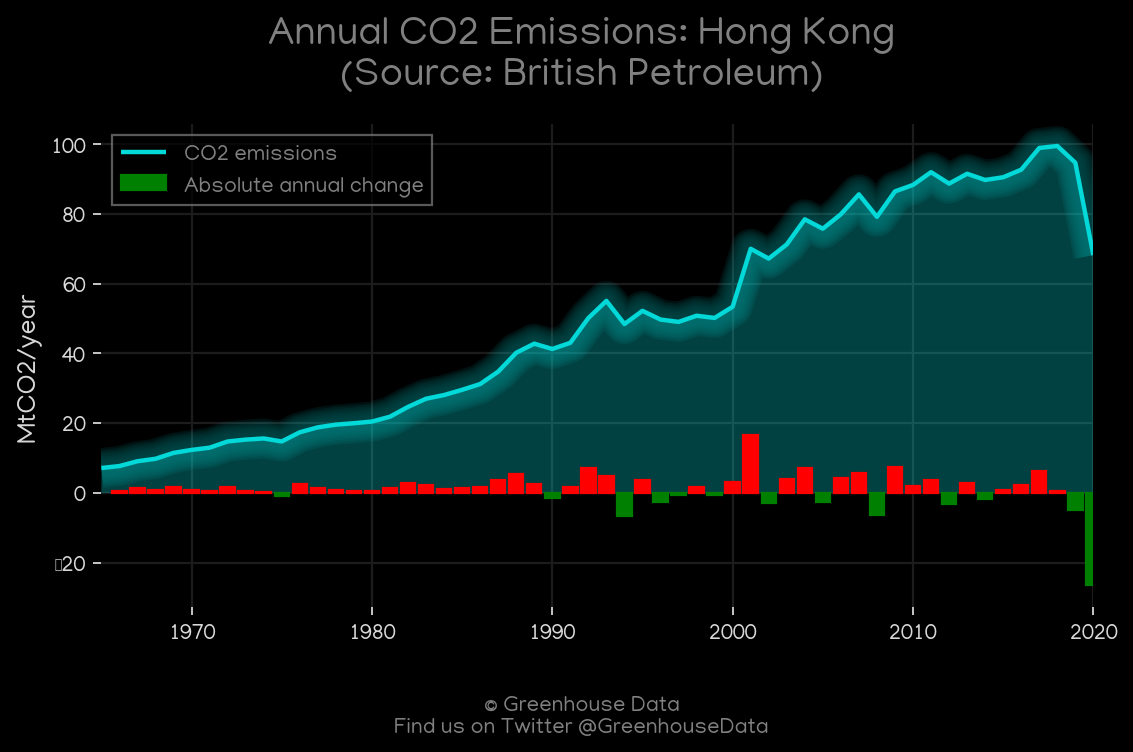 Annual CO2 Emissions: Hong Kong
(Source: British Petroleum)
CO2 emissions
Absolute annual change
MtCO2/year
100
80
60
40
20
0
▯20
1970 1980 1990 2000 2010 2020
© Greenhouse Data
Find us on Twitter @GreenhouseData